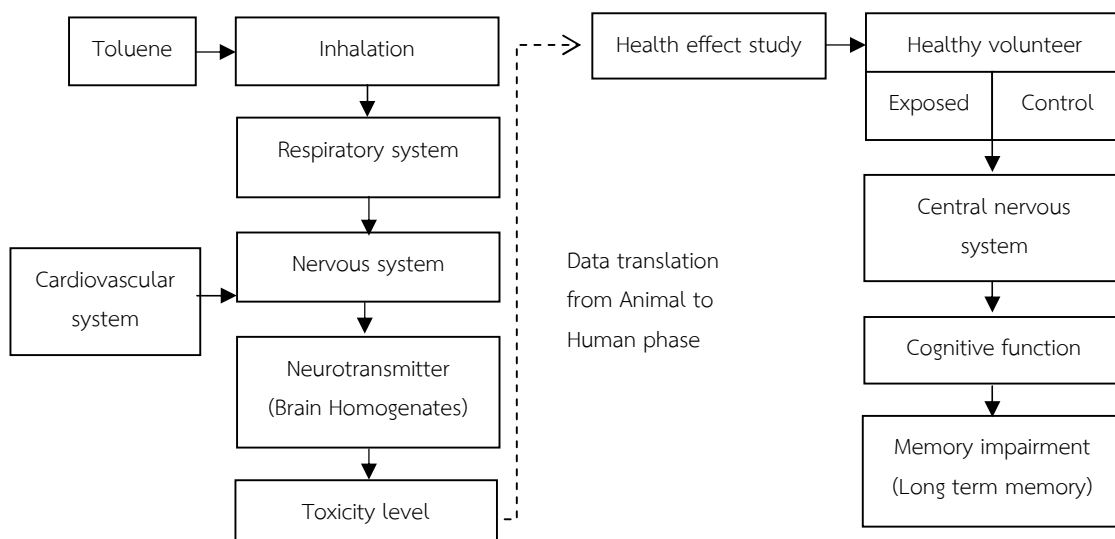 Toluene
Inhalation
Respiratory system
Nervous system
Cardiovascular
system
Neurotransmitter
(Brain Homogenates)
Toxicity level
Data translation
from Animal to
Human phase
Health effect study
Healthy volunteer
Exposed
Control
Central nervous
system
Cognitive function
Memory impairment
(Long term memory)